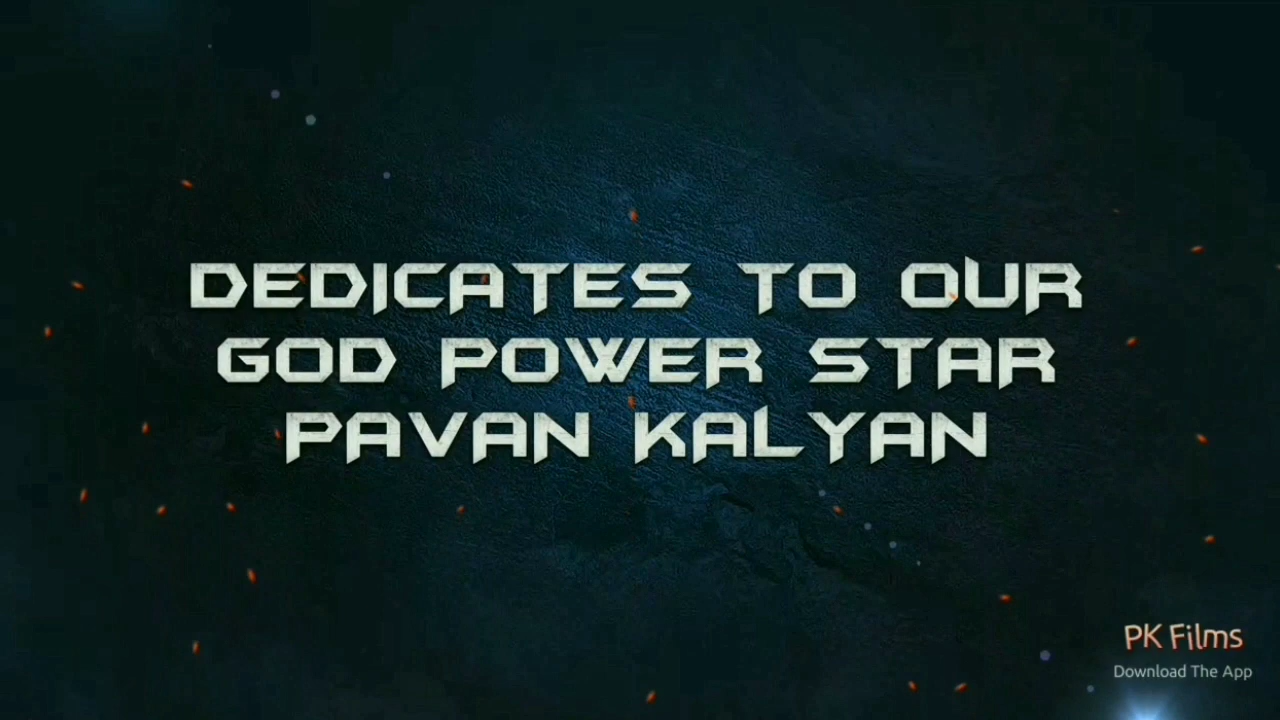 DEDICATES TO OUR
GOD POWER STAR
PAVAN KALYAN
PK Films
Download The App